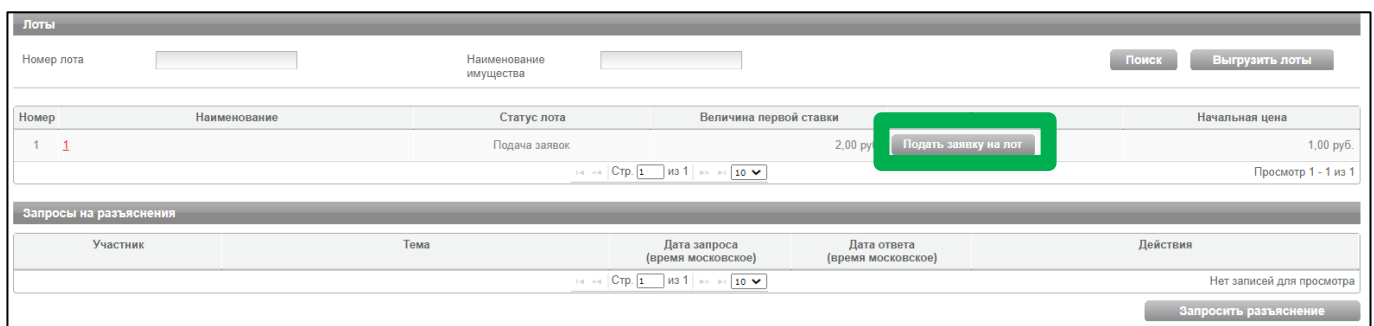 Лоты
Номер лота
Наименование имущества
Поиск
Выгрузить лоты
Номер Наименование Статус лота Величина первой ставки Начальная цена
1 1 Подача заявок 2,00 ру Подать заявку на лот 1,00 руб.
Стр. 1 из 1 10 Просмотр 1 - 1 из 1
Запросы на разъяснения
Участник Тема Дата запроса (время московское) Дата ответа (время московское) Действия
Стр. 1 из 1 10 Нет записей для просмотра
Запросить разъяснение